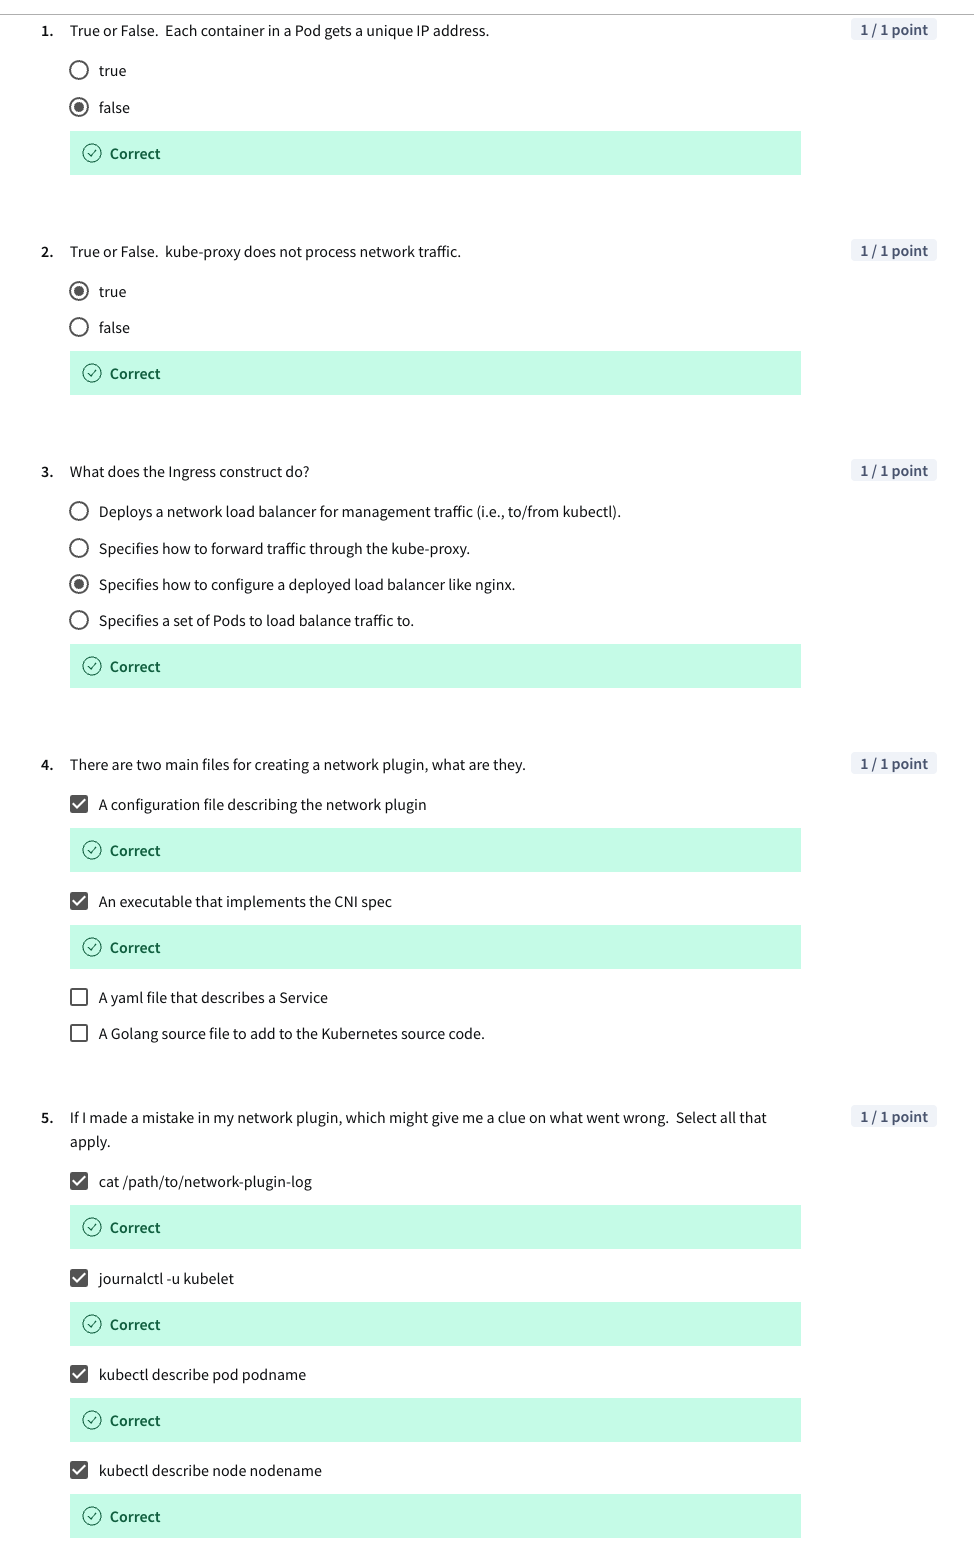 1. True or False. Each container in a Pod gets a unique IP address. 1 / 1 point
true
false
Correct
2. True or False. kube-proxy does not process network traffic. 1 / 1 point
true
false
Correct
3. What does the Ingress construct do? 1 / 1 point
Deploys a network load balancer for management traffic (i.e., to/from kubectl).
Specifies how to forward traffic through the kube-proxy.
Specifies how to configure a deployed load balancer like nginx.
Specifies a set of Pods to load balance traffic to.
Correct
4. There are two main files for creating a network plugin, what are they. 1 / 1 point
A configuration file describing the network plugin
Correct
An executable that implements the CNI spec
Correct
A yaml file that describes a Service
A Golang source file to add to the Kubernetes source code.
5. If I made a mistake in my network plugin, which might give me a clue on what went wrong. Select all that 1 / 1 point
apply.
cat /path/to/network-plugin-log
Correct
journalctl -u kubelet
Correct
kubectl describe pod podname
Correct
kubectl describe node nodename
Correct